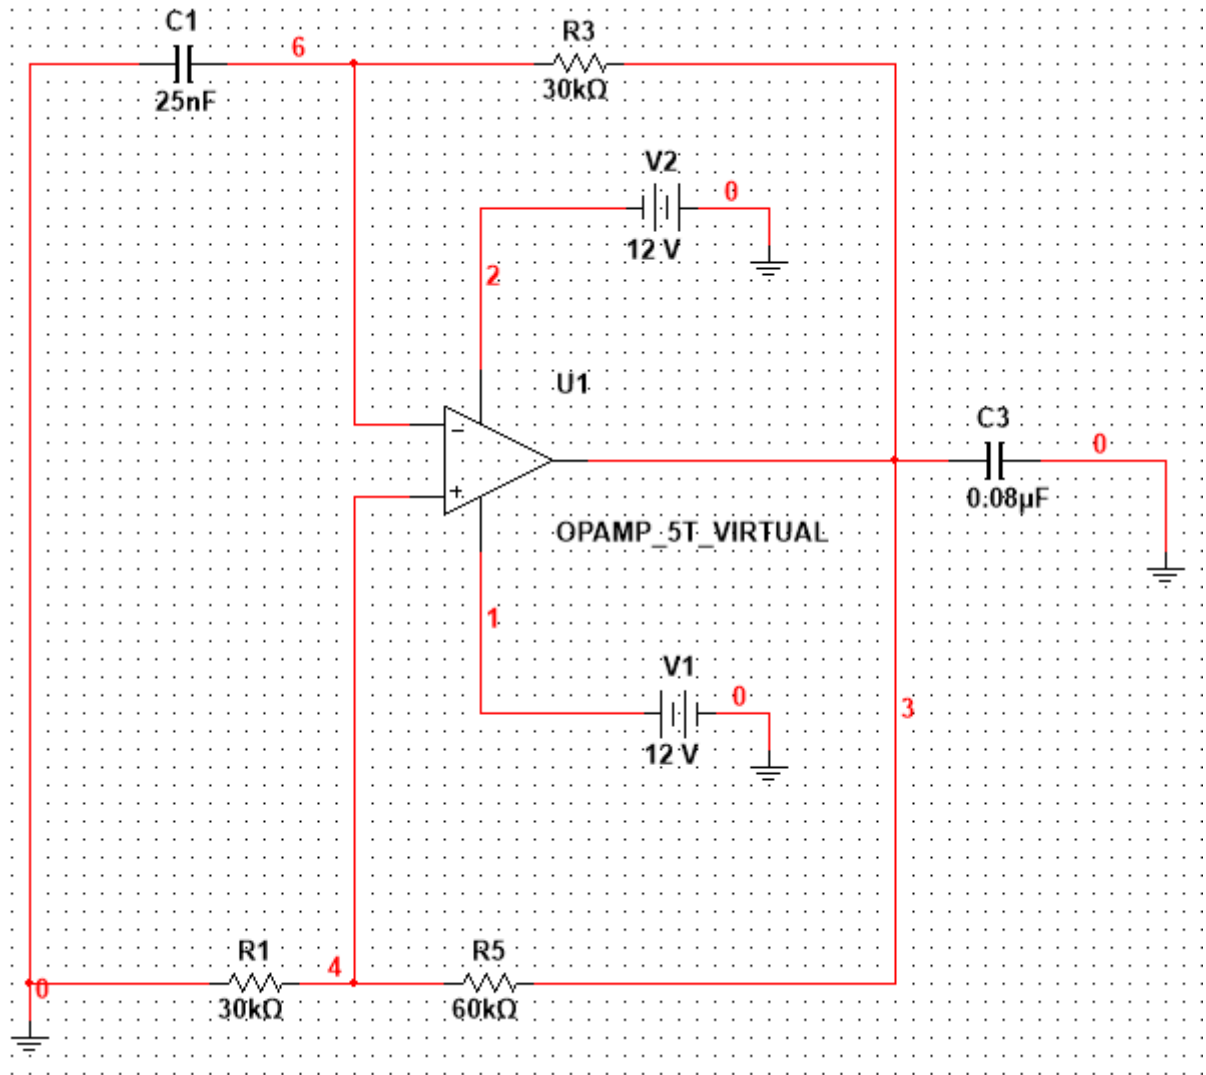 C1
6
R3
25nF
30kΩ
V2
0
12 V
2
U1
C3
0
−
+
0.08µF
OPAMP_5T_VIRTUAL
1
V1
0
3
12 V
R1
4
R5
0
30kΩ
60kΩ